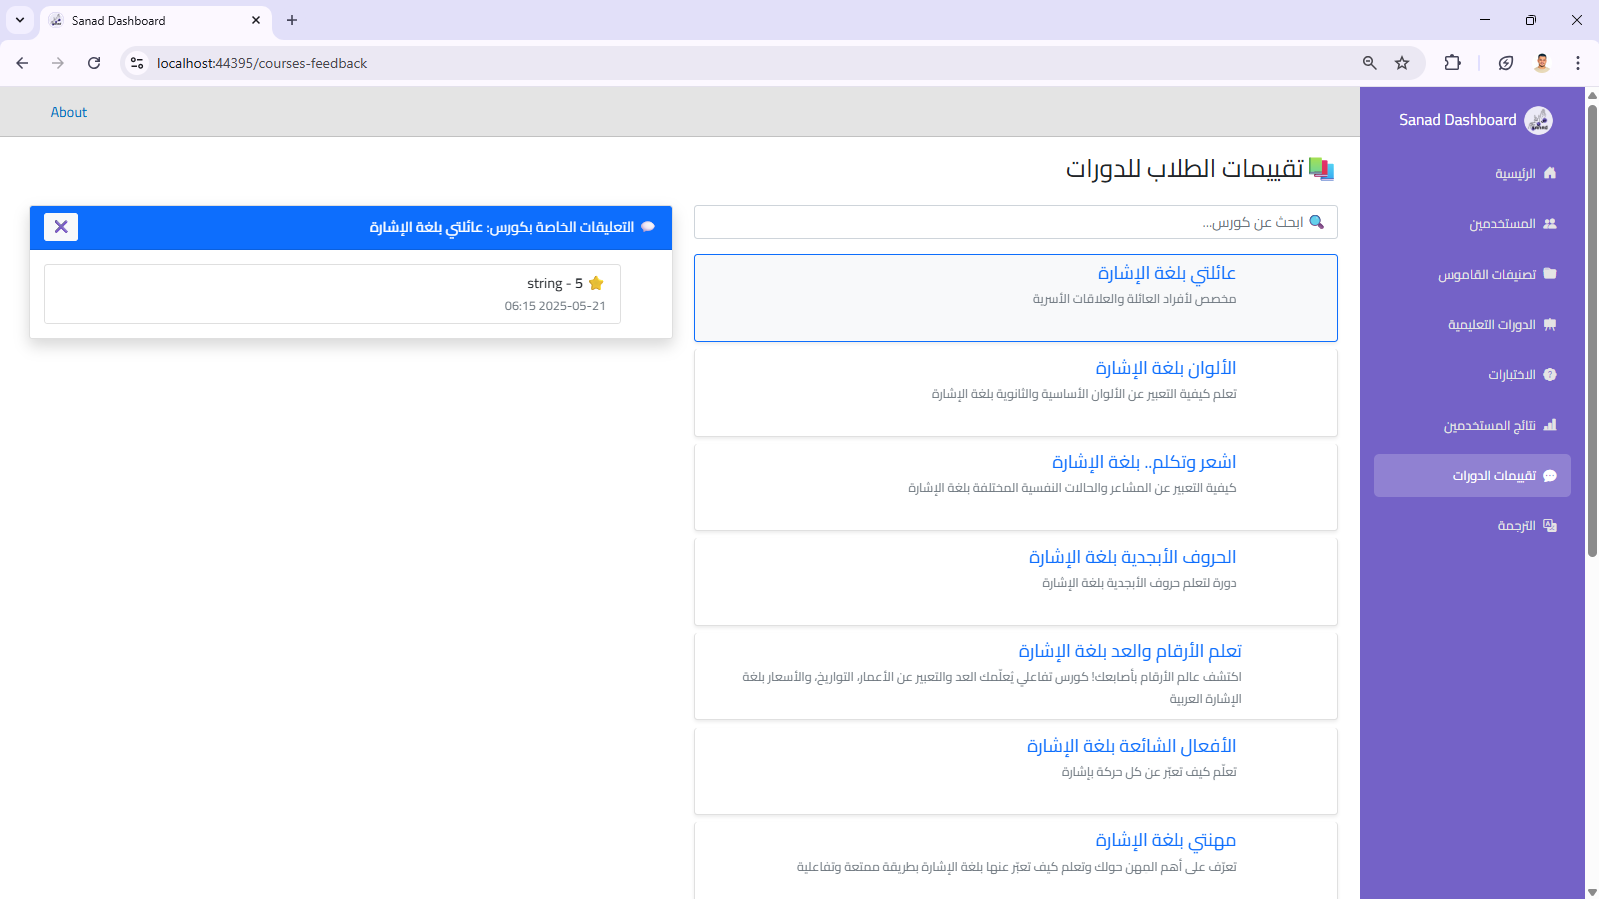 Sanad Dashboard
localhost:44395/courses-feedback
About
Sanad Dashboard
الرئيسية
المستخدمين
تصنيفات القاموس
الدورات التعليمية
الاختبارات
نتائج المستخدمين
تقييمات الدورات
الترجمة
تقييمات الطلاب للدورات
ابحث عن كورس...
عائلتي بلغة الإشارة
مخصص لأفراد العائلة والعلاقات الأسرية
الألوان بلغة الإشارة
تعلم كيفية التعبير عن الألوان الأساسية والثانوية بلغة الإشارة
اشعر وتكلم.. بلغة الإشارة
كيفية التعبير عن المشاعر والحالات النفسية المختلفة بلغة الإشارة
الحروف الأبجدية بلغة الإشارة
دورة لتعلم حروف الأبجدية بلغة الإشارة
تعلم الأرقام والعد بلغة الإشارة
اكتشف عالم الأرقام بأصابعك! كورس تفاعلي يُعلّمك العد والتعبير عن الأعمار، التواريخ، والأسعار بلغة
الإشارة العربية
الأفعال الشائعة بلغة الإشارة
تعلّم كيف تعبّر عن كل حركة بإشارة
مهنتي بلغة الإشارة
تعرّف على أهم المهن حولك وتعلم كيف تعبّر عنها بلغة الإشارة بطريقة ممتعة وتفاعلية
التعليقات الخاصة بكورس: عائلتي بلغة الإشارة
string - 5
06:15 2025-05-21